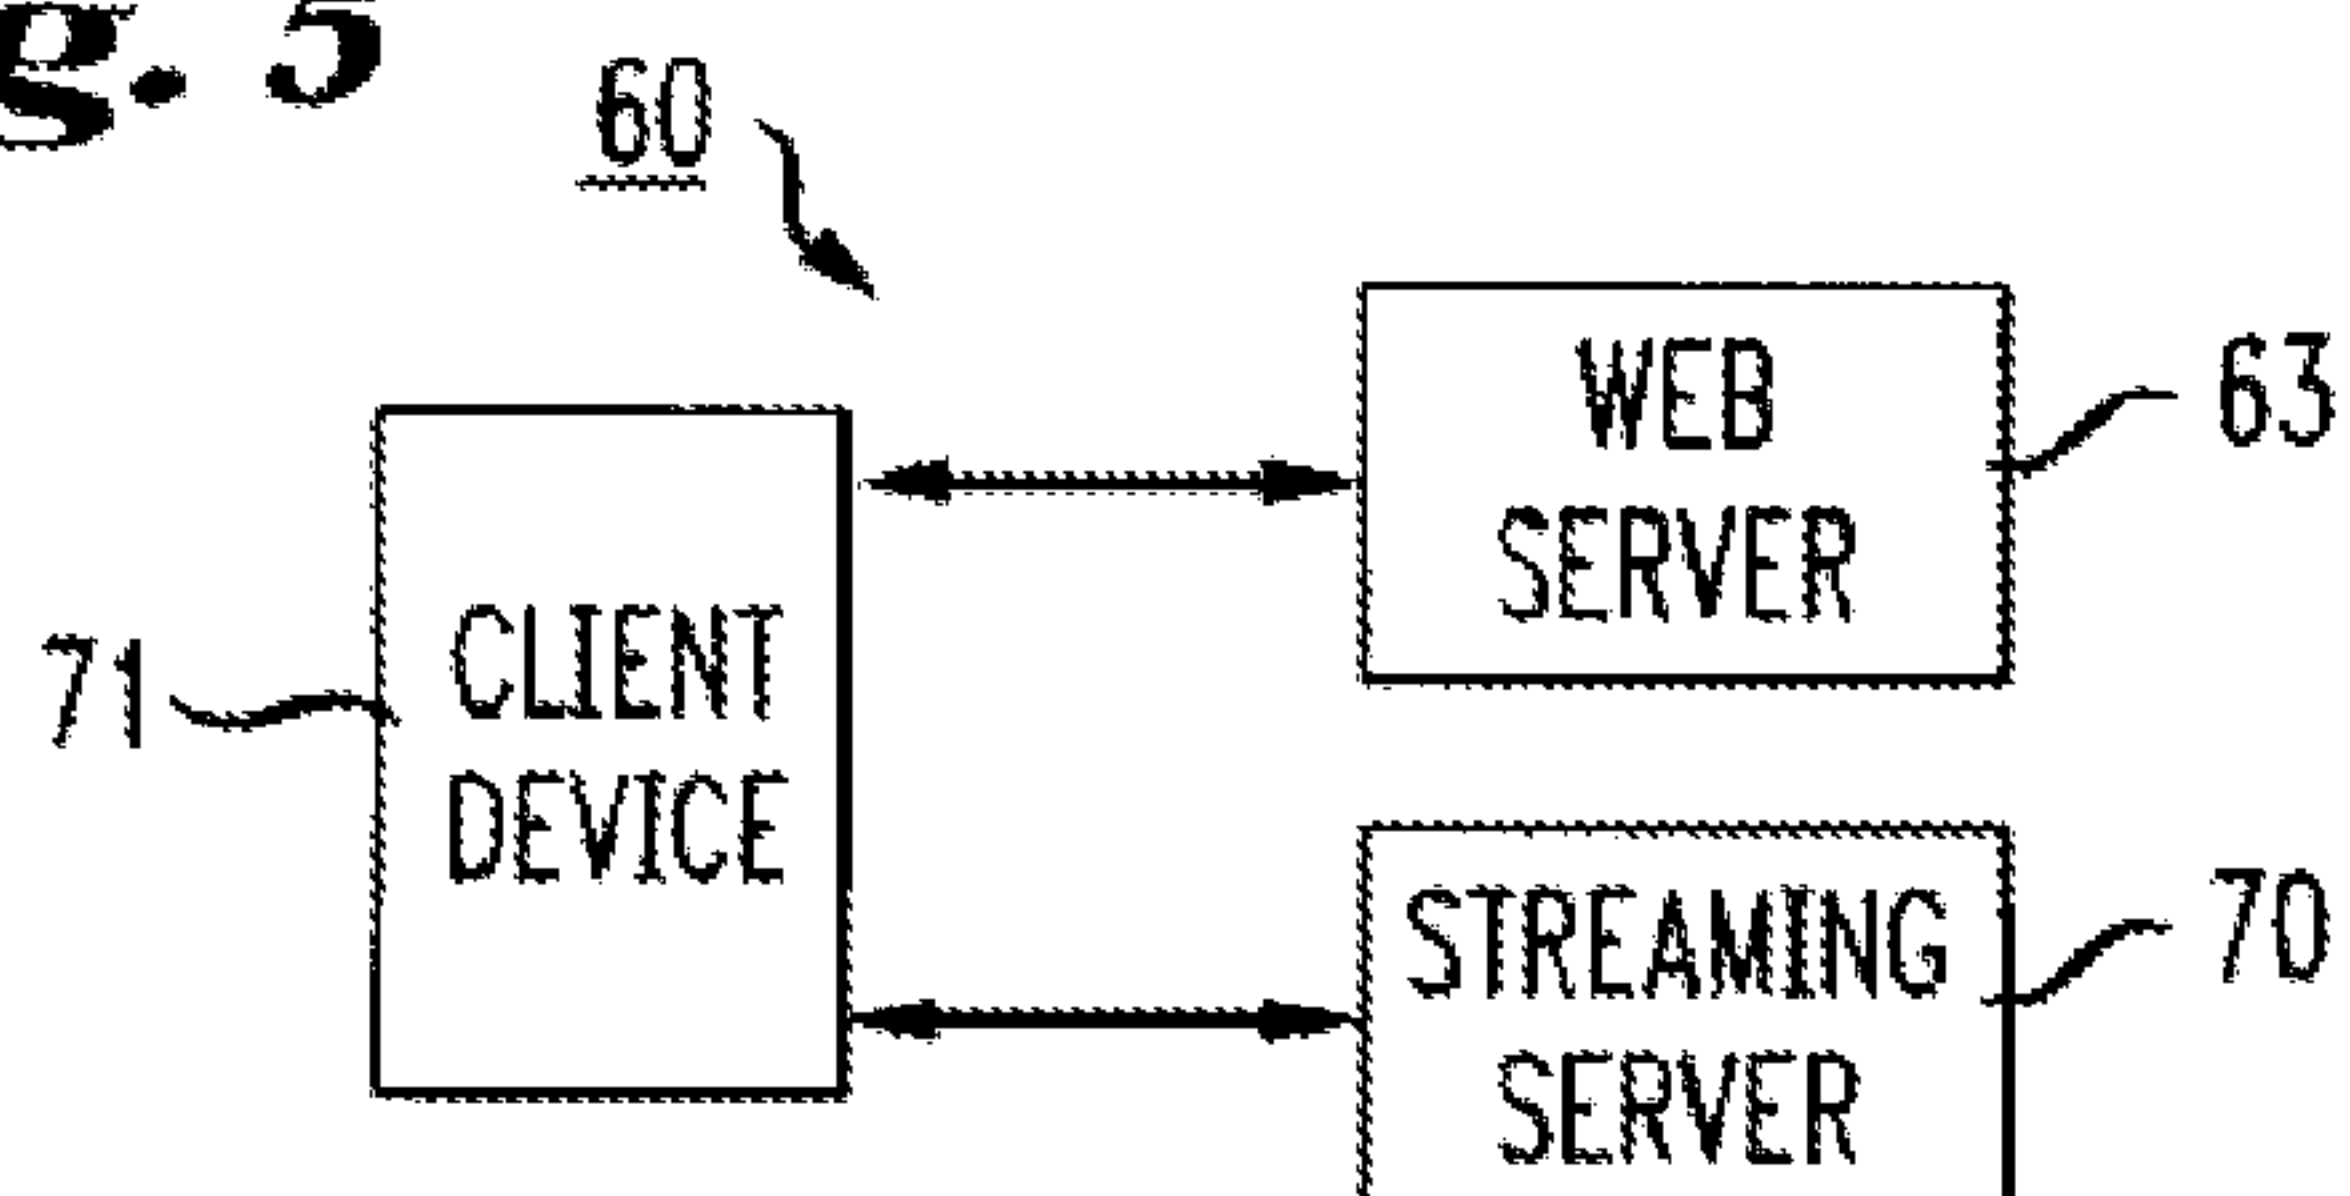 g. 5
60
WEB
SERVER
63
CLIENT
DEVICE
71
STREAMING
SERVER
70